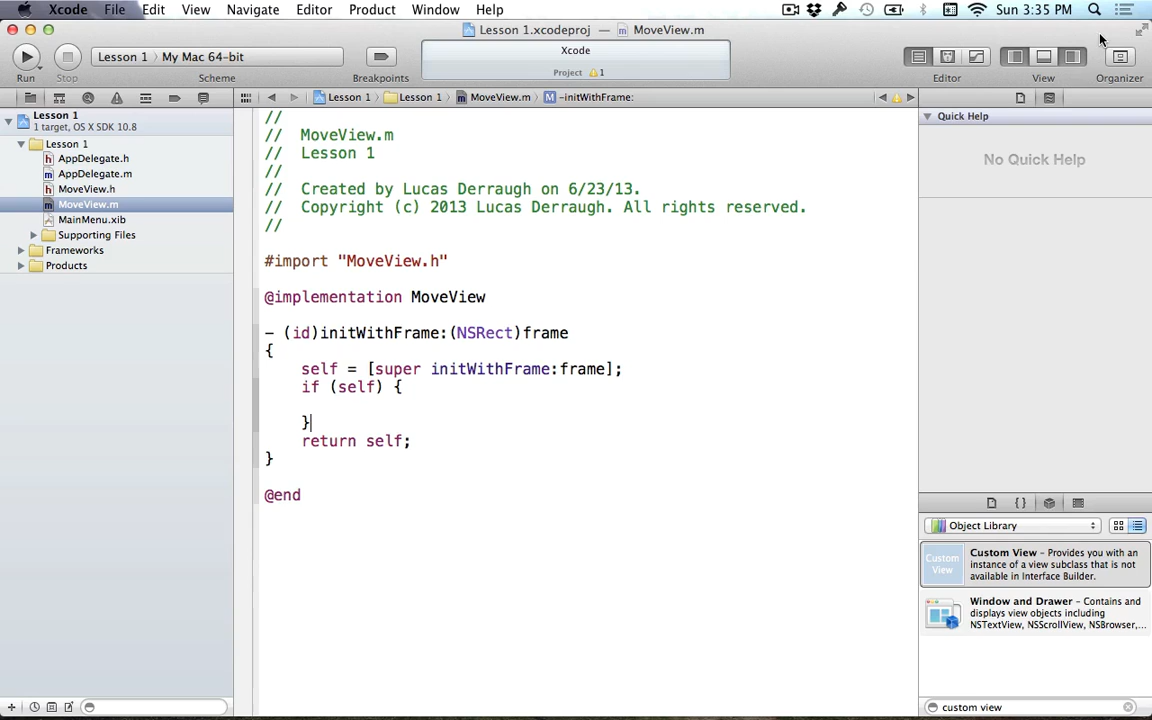 Xcode File Edit View Navigate Editor Product Window Help Sun 3:35 PM
Lesson 1.xcodeproj — MoveView.m
Lesson 1 My Mac 64-bit
Xcode
Project 1
Run Stop Scheme Breakpoints Editor View Organizer
Lesson 1 Lesson 1 MoveView.m M -initWithFrame:
Lesson 1
1 target, OS X SDK 10.8
Lesson 1
h AppDelegate.h
m AppDelegate.m
h MoveView.h
m MoveView.m
MainMenu.xib
Supporting Files
Frameworks
Products
//
// MoveView.m
// Lesson 1
//
// Created by Lucas Derraugh on 6/23/13.
// Copyright (c) 2013 Lucas Derraugh. All rights reserved.
//
#import "MoveView.h"
@implementation MoveView
- (id)initWithFrame:(NSRect)frame
{
self = [super initWithFrame:frame];
if (self) {
}
return self;
}
@end
Quick Help
No Quick Help
{ }
Object Library
Custom View
Custom View – Provides you with an
instance of a view subclass that is not
available in Interface Builder.
Window and Drawer – Contains and
displays view objects including
NSTextView, NSScrollView, NSBrowser,...
custom view